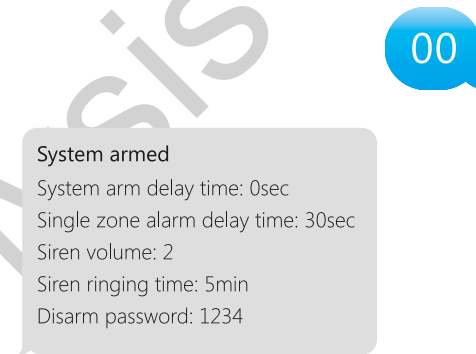 00
System armed
System arm delay time: 0sec
Single zone alarm delay time: 30sec
Siren volume: 2
Siren ringing time: 5min
Disarm password: 1234